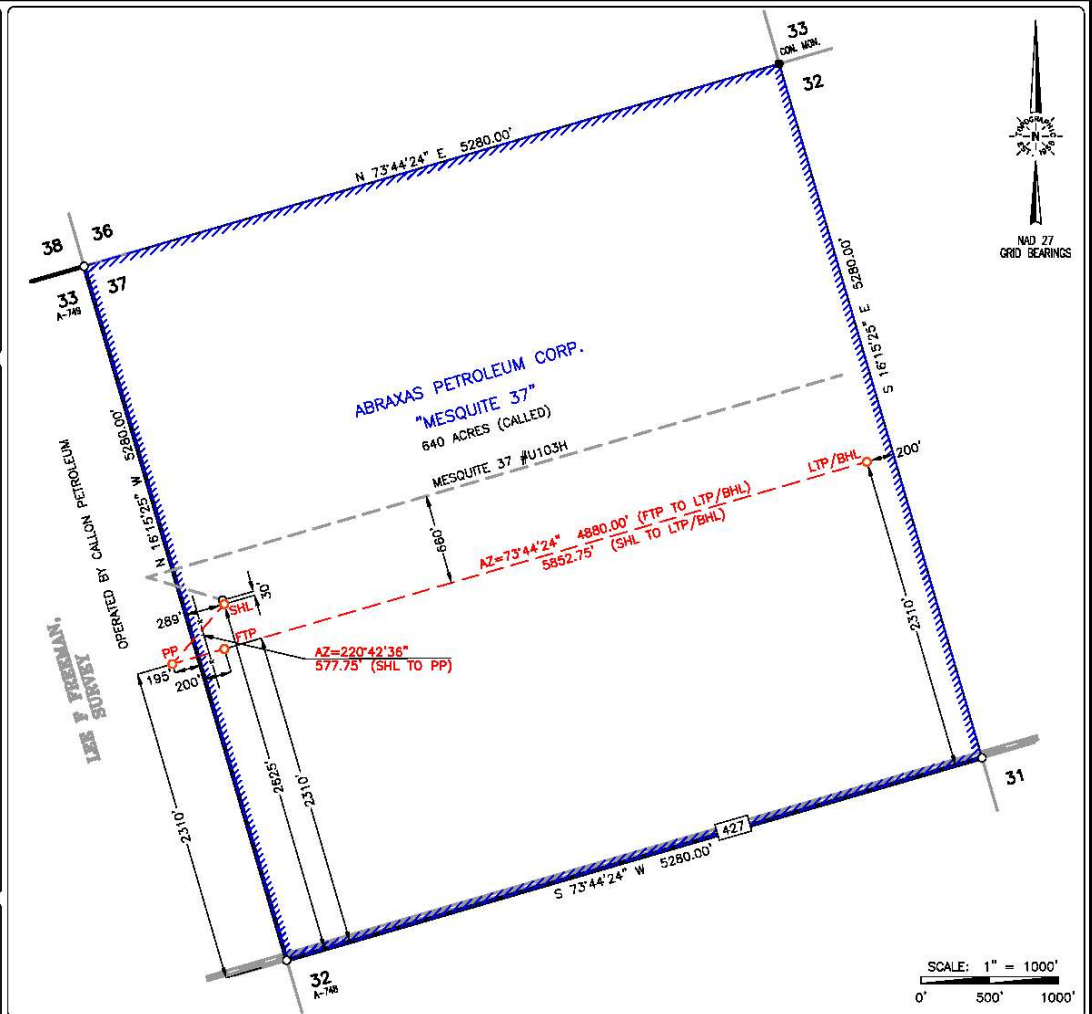 33
CON. MON.
32
TOPOGRAPHIC
N
EST. 1958
NAD 27
GRID BEARINGS
N 73°44'24" E 5280.00'
38
36
33
A-749
37
S 16°15'25" E 5280.00'
ABRAXAS PETROLEUM CORP.
"MESQUITE 37"
640 ACRES (CALLED)
MESQUITE 37 #U103H
N 16°15'25" W 5280.00'
OPERATED BY CALLON PETROLEUM
LEE F FREEMAN,
SURVEY
LTP/BHL
200'
660'
AZ=73°44'24" 4880.00' (FTP TO LTP/BHL)
5852.75' (SHL TO LTP/BHL)
30'
289'
SHL
FTP
PP
195'
200'
AZ=220°42'36"
577.75' (SHL TO PP)
2310'
2625'
2310'
2310'
31
427
S 73°44'24" W 5280.00'
32
A-748
SCALE: 1" = 1000'
0' 500' 1000'